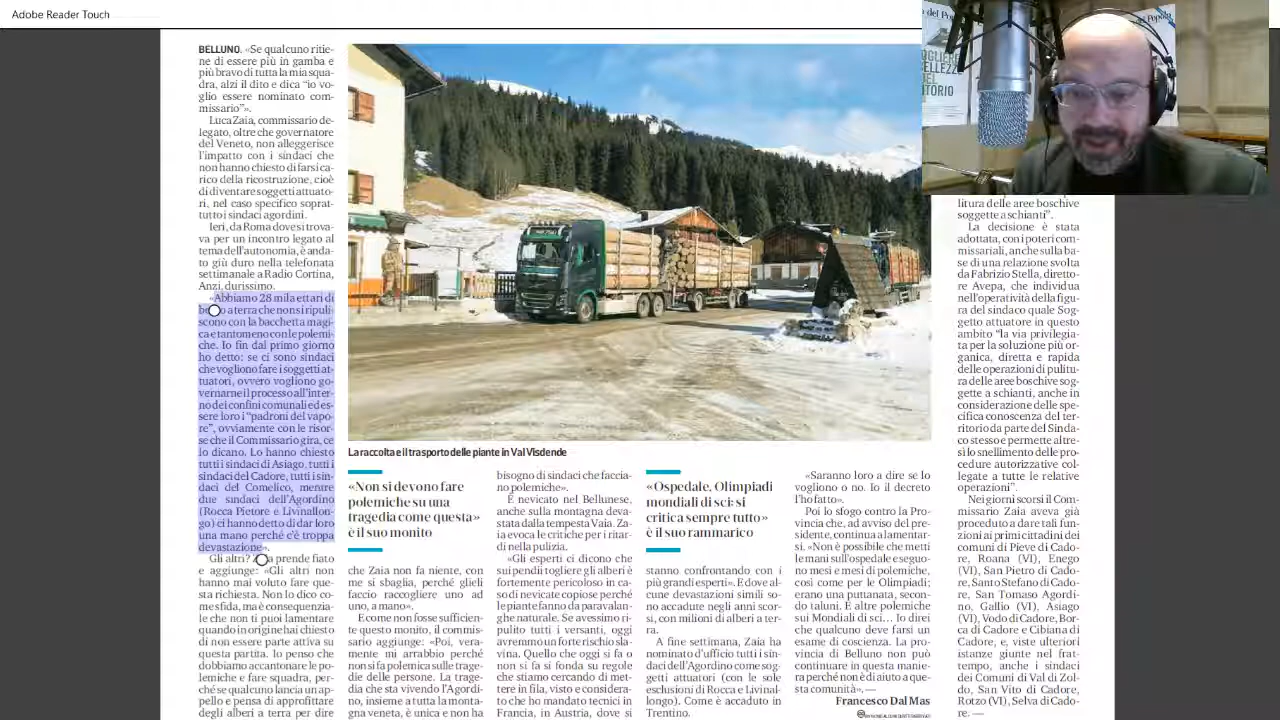 Adobe Reader Touch
BELLUNO. «Se qualcuno ritie-
ne di essere più in gamba e
più bravo di tutta la mia squa-
dra, alzi il dito e dica “io vo-
glio essere nominato com-
missario”».
Luca Zaia, commissario de-
legato, oltre che governatore
del Veneto, non alleggerisce
l'impatto con i sindaci che
non hanno chiesto di farsi ca-
rico della ricostruzione, cioè
di diventare soggetti attuato-
ri, nel caso specifico soprat-
tutto i sindaci agordini.
Ieri, da Roma dove si trova-
va per un incontro legato al
tema dell'autonomia, è anda-
to giù duro nella telefonata
settimanale a Radio Cortina,
Anzi, durissimo.
«Abbiamo 28 mila ettari di
a terra che non si ripuli-
scono con la bacchetta magi-
ca e tantomeno con le polemi-
che. Io fin dal primo giorno
ho detto: se ci sono sindaci
che vogliono fare i soggetti at-
tuatori, ovvero vogliono go-
vernarne il processo all'inter-
no dei confini comunali ed es-
sere loro i “padroni del vapo-
re”, ovviamente con le risor-
se che il Commissario gira, ce
lo dicano. Lo hanno chiesto
tutti i sindaci di Asiago, tutti i
sindaci del Cadore, tutti i sin-
daci del Comelico, mentre
due sindaci dell'Agordino
(Rocca Pietore e Livinallon-
go) ci hanno detto di dar loro
una mano perché c'è troppa
devastazione».
Gli altri? prende fiato
e aggiunge: «Gli altri non
hanno mai voluto fare que-
sta richiesta. Non lo dico co-
me sfida, ma è consequenzia-
le che non ti puoi lamentare
quando in origine hai chiesto
di non essere parte attiva su
questa partita. Io penso che
dobbiamo accantonare le po-
lemiche e fare squadra, per-
ché se qualcuno lancia un ap-
pello e pensa di approfittare
degli alberi a terra per dire
La raccolta e il trasporto delle piante in Val Visdende
«Non si devono fare
polemiche su una
tragedia come questa»
è il suo monito
che Zaia non fa niente, con
me si sbaglia, perché glieli
faccio raccogliere uno ad
uno, a mano».
E come non fosse sufficien-
te questo monito, il commis-
sario aggiunge: «Poi, vera-
mente mi arrabbio perché
non si fa polemica sulle trage-
die delle persone. La trage-
dia che sta vivendo l'Agordi-
no, insieme a tutta la monta-
gna veneta, è unica e non ha
bisogno di sindaci che faccia-
no polemiche».
È nevicato nel Bellunese,
anche sulla montagna deva-
stata dalla tempesta Vaia. Za-
ia evoca le critiche per i ritar-
di nella pulizia.
«Gli esperti ci dicono che
sui pendii togliere gli alberi è
fortemente pericoloso in ca-
so di nevicate copiose perché
le piante fanno da paravalan-
ghe naturale. Se avessimo ri-
pulito tutti i versanti, oggi
avremmo un forte rischio sla-
vina. Quello che oggi si fa o
non si fa si fonda su regole
che stiamo cercando di met-
tere in fila, visto e considera-
to che ho mandato tecnici in
Francia, in Austria, dove si
«Ospedale, Olimpiadi
mondiali di sci: si
critica sempre tutto»
è il suo rammarico
stanno confrontando con i
più grandi esperti». E dove al-
cune devastazioni simili so-
no accadute negli anni scor-
si, con milioni di alberi a ter-
ra.
A fine settimana, Zaia ha
nominato d'ufficio tutti i sin-
daci dell'Agordino come sog-
getti attuatori (con le sole
esclusioni di Rocca e Livinal-
longo). Come è accaduto in
Trentino.
«Saranno loro a dire se lo
vogliono o no. Io il decreto
l'ho fatto».
Poi lo sfogo contro la Pro-
vincia che, ad avviso del pre-
sidente, continua a lamentar-
si. «Non è possibile che metti
le mani sull'ospedale e seguo-
no mesi e mesi di polemiche,
così come per le Olimpiadi;
erano una puttanata, secon-
do taluni. E altre polemiche
sui Mondiali di sci... Io direi
che qualcuno deve farsi un
esame di coscienza. La pro-
vincia di Belluno non può
continuare in questa manie-
ra perché non è di aiuto a que-
sta comunità». —
Francesco Dal Mas
litura delle aree boschive
soggette a schianti”.
La decisione è stata
adottata, con i poteri com-
missariali, anche sulla ba-
se di una relazione svolta
da Fabrizio Stella, diretto-
re Avepa, che individua
nell'operatività della figu-
ra del sindaco quale Sog-
getto attuatore in questo
ambito “la via privilegia-
ta per la soluzione più or-
ganica, diretta e rapida
delle operazioni di pulitu-
ra delle aree boschive sog-
gette a schianti, anche in
considerazione delle spe-
cifica conoscenza del ter-
ritorio da parte del Sinda-
co stesso e permette altre-
sì lo snellimento delle pro-
cedure autorizzative col-
legate a tutte le relative
operazioni”.
Nei giorni scorsi il Com-
missario Zaia aveva già
proceduto a dare tali fun-
zioni ai primi cittadini dei
comuni di Pieve di Cado-
re, Roana (VI), Enego
(VI), San Pietro di Cado-
re, Santo Stefano di Cado-
re, San Tomaso Agordi-
no, Gallio (VI), Asiago
(VI), Vodo di Cadore, Bor-
ca di Cadore e Cibiana di
Cadore, e, viste ulteriori
istanze giunte nel frat-
tempo, anche i sindaci
dei Comuni di Val di Zol-
do, San Vito di Cadore,
Rotzo (VI), Selva di Cado-
re. —